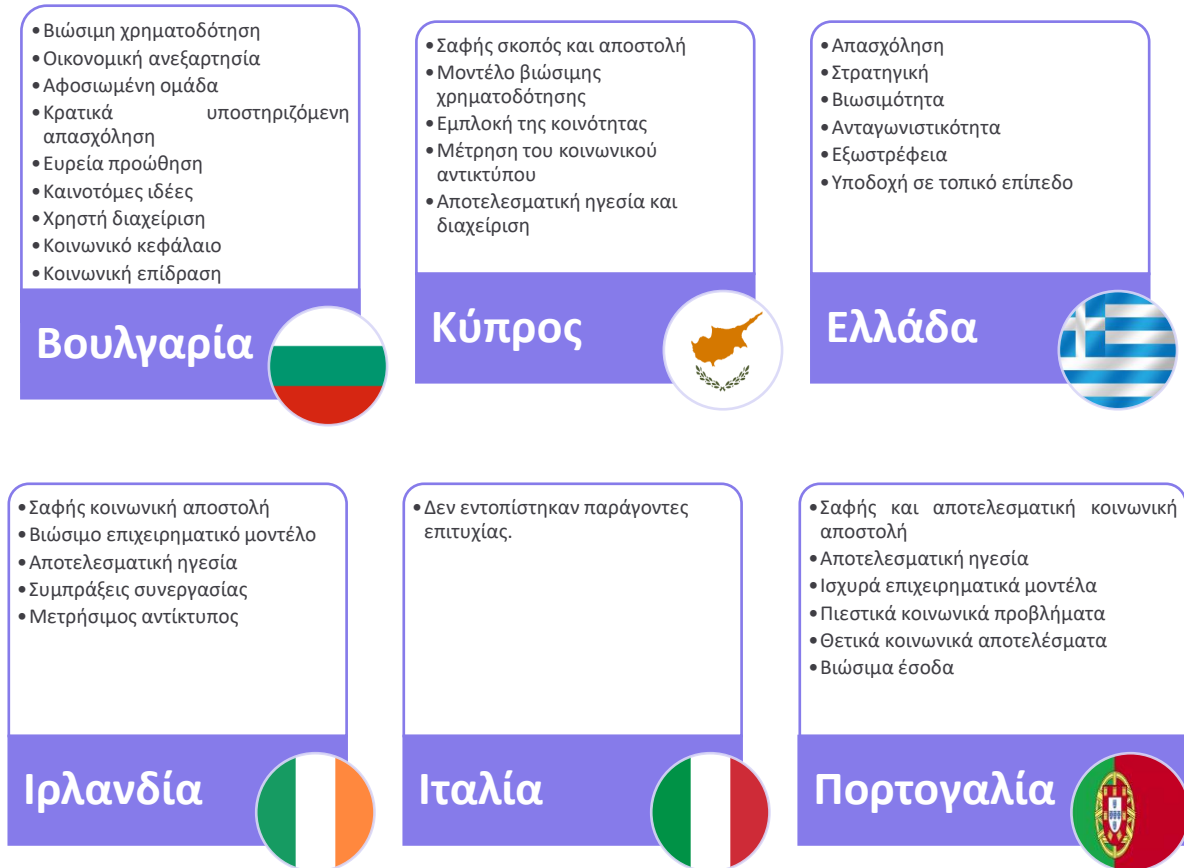 •Βιώσιμη χρηματοδότηση
•Οικονομική ανεξαρτησία
•Αφοσιωμένη ομάδα
•Κρατικά υποστηριζόμενη
απασχόληση
•Ευρεία προώθηση
•Καινοτόμες ιδέες
•Χρηστή διαχείριση
•Κοινωνικό κεφάλαιο
•Κοινωνική επίδραση
Βουλγαρία
•Σαφής σκοπός και αποστολή
•Μοντέλο βιώσιμης
χρηματοδότησης
•Εμπλοκή της κοινότητας
•Μέτρηση του κοινωνικού
αντικτύπου
•Αποτελεσματική ηγεσία και
διαχείριση
Κύπρος
•Απασχόληση
•Στρατηγική
•Βιωσιμότητα
•Ανταγωνιστικότητα
•Εξωστρέφεια
•Υποδοχή σε τοπικό επίπεδο
Ελλάδα
•Σαφής κοινωνική αποστολή
•Βιώσιμο επιχειρηματικό μοντέλο
•Αποτελεσματική ηγεσία
•Συμπράξεις συνεργασίας
•Μετρήσιμος αντίκτυπος
Ιρλανδία
•Δεν εντοπίστηκαν παράγοντες
επιτυχίας.
Ιταλία
•Σαφής και αποτελεσματική κοινωνική
αποστολή
•Αποτελεσματική ηγεσία
•Ισχυρά επιχειρηματικά μοντέλα
•Πιεστικά κοινωνικά προβλήματα
•Θετικά κοινωνικά αποτελέσματα
•Βιώσιμα έσοδα
Πορτογαλία